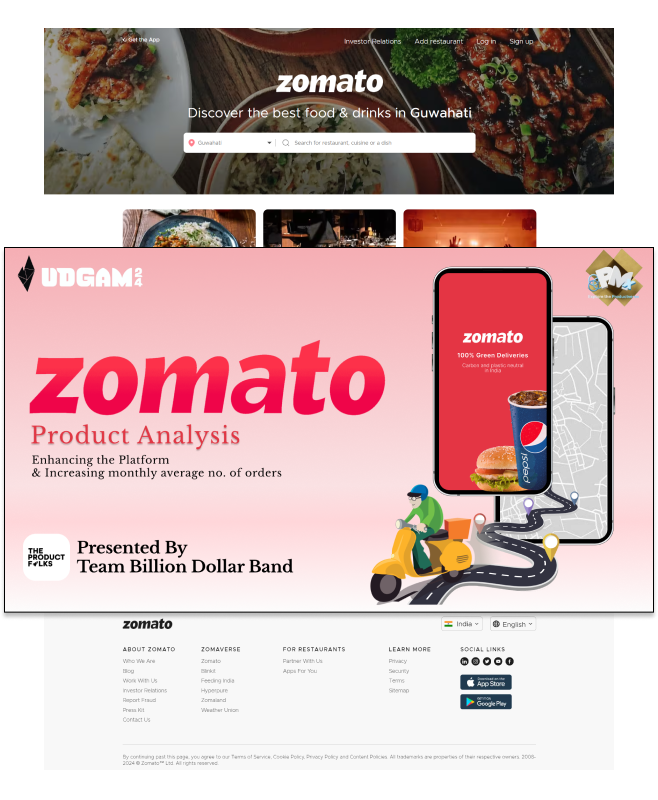 Get the App
Investor Relations Add restaurant Log in Sign up
zomato
Discover the best food & drinks in Guwahati
Guwahati
Search for restaurant, cuisine or a dish
UDGAM 24
zomato
Product Analysis
Enhancing the Platform
& Increasing monthly average no. of orders
THE
PRODUCT
FOLKS
Presented By
Team Billion Dollar Band
zomato
100% Green Deliveries
Carbon and plastic neutral
in India
pepsi
zomato
India
English
ABOUT ZOMATO
Who We Are
Blog
Work With Us
Investor Relations
Report Fraud
Press Kit
Contact Us
ZOMAVERSE
Zomato
Blinkit
Feeding India
Hyperpure
Zomaland
Weather Union
FOR RESTAURANTS
Partner With Us
Apps For You
LEARN MORE
Privacy
Security
Terms
Sitemap
SOCIAL LINKS
Download on the
App Store
GET IT ON
Google Play
By continuing past this page, you agree to our Terms of Service, Cookie Policy, Privacy Policy and Content Policies. All trademarks are properties of their respective owners. 2008-
2024 © Zomato™ Ltd. All rights reserved.